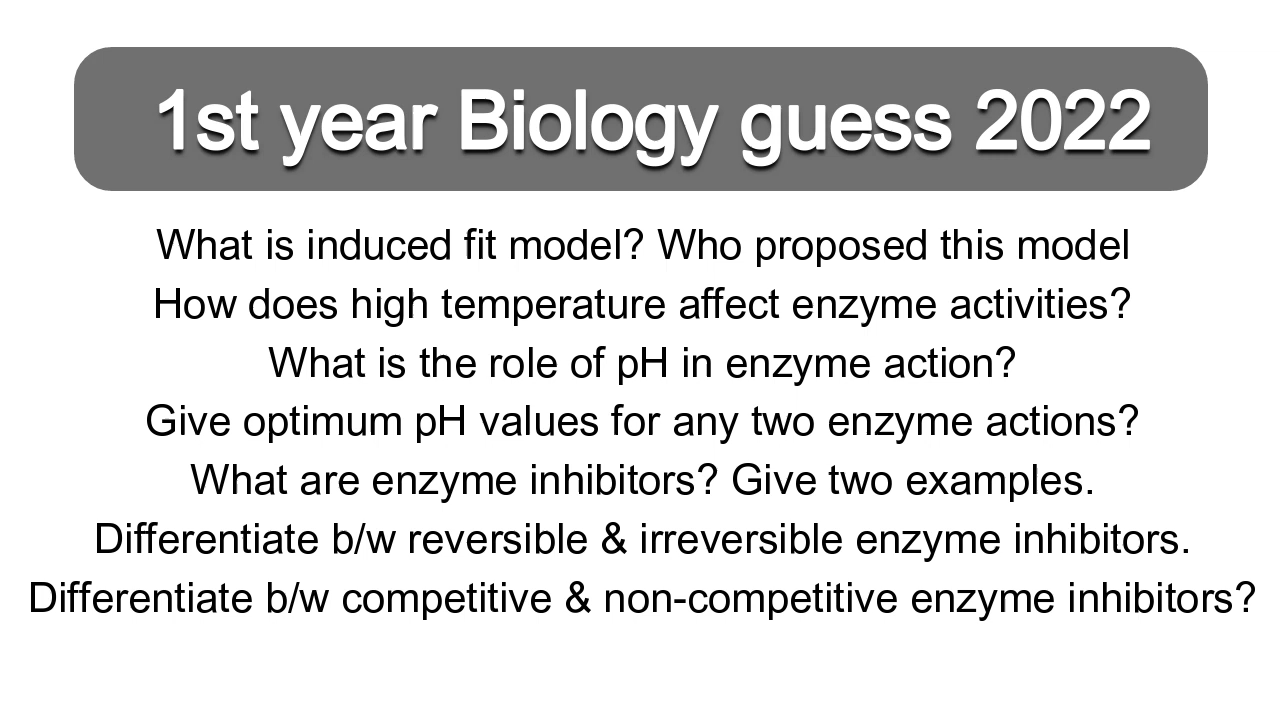 1st year Biology guess 2022
What is induced fit model? Who proposed this model
How does high temperature affect enzyme activities?
What is the role of pH in enzyme action?
Give optimum pH values for any two enzyme actions?
What are enzyme inhibitors? Give two examples.
Differentiate b/w reversible & irreversible enzyme inhibitors.
Differentiate b/w competitive & non-competitive enzyme inhibitors?